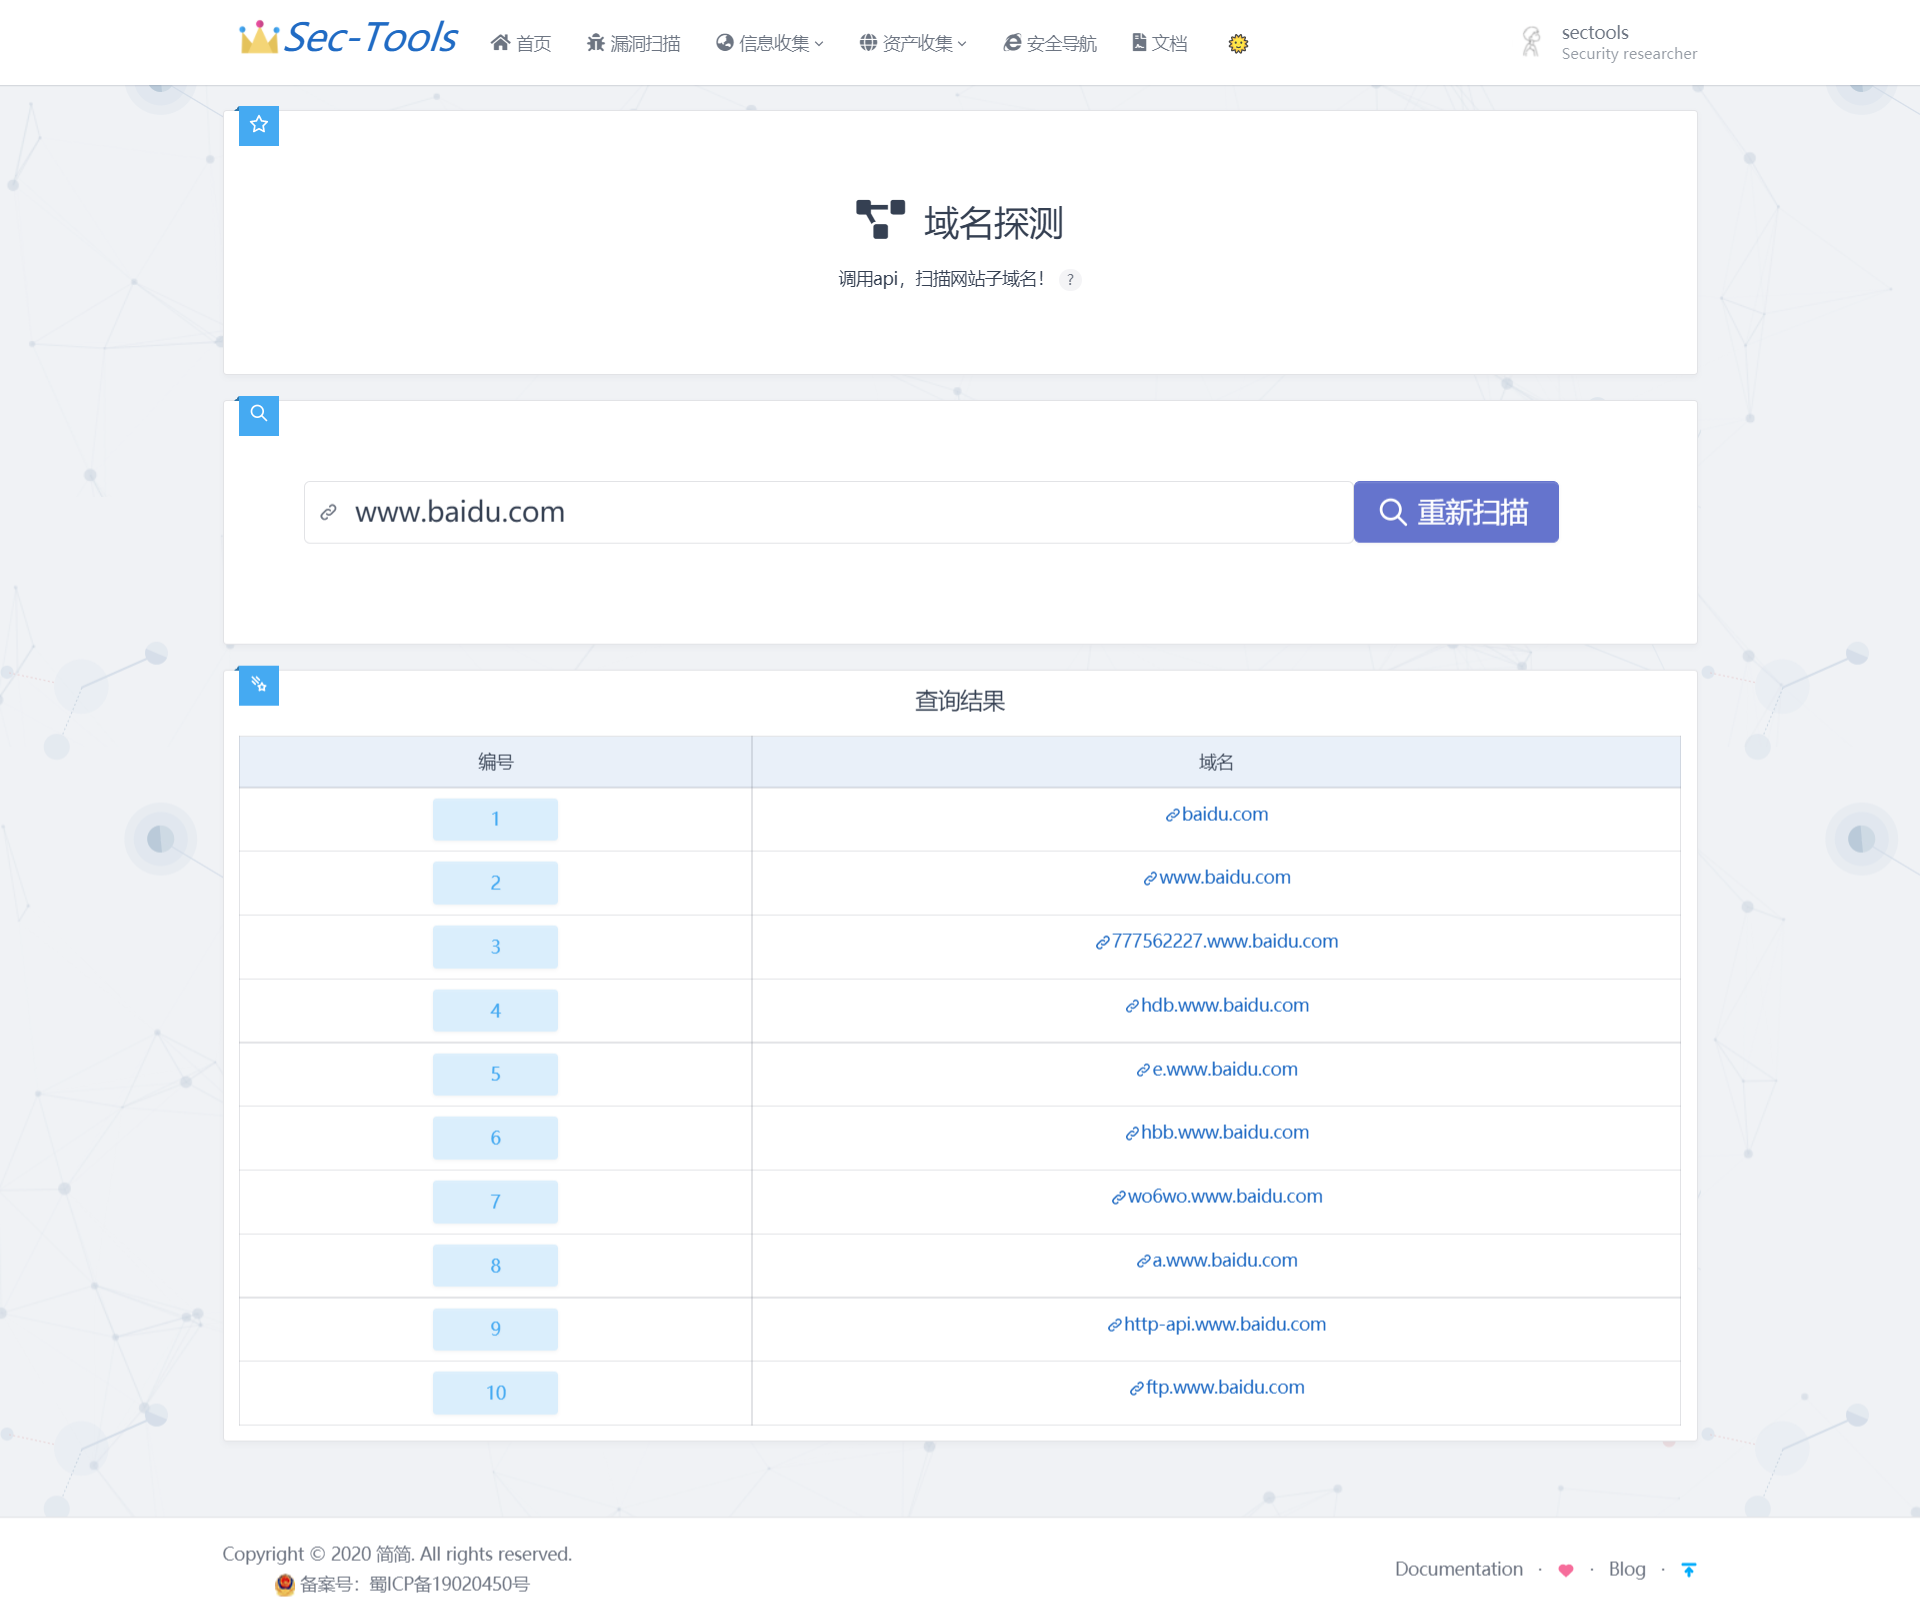 Sec-Tools 首页 漏洞扫描 信息收集 资产收集 安全导航 文档
sectools
Security researcher
域名探测
调用api，扫描网站子域名！ ?
www.baidu.com 重新扫描
查询结果
编号 域名
1 baidu.com
2 www.baidu.com
3 777562227.www.baidu.com
4 hdb.www.baidu.com
5 e.www.baidu.com
6 hbb.www.baidu.com
7 wo6wo.www.baidu.com
8 a.www.baidu.com
9 http-api.www.baidu.com
10 ftp.www.baidu.com
Copyright © 2020 简简. All rights reserved.
备案号：蜀ICP备19020450号
Documentation · · Blog ·